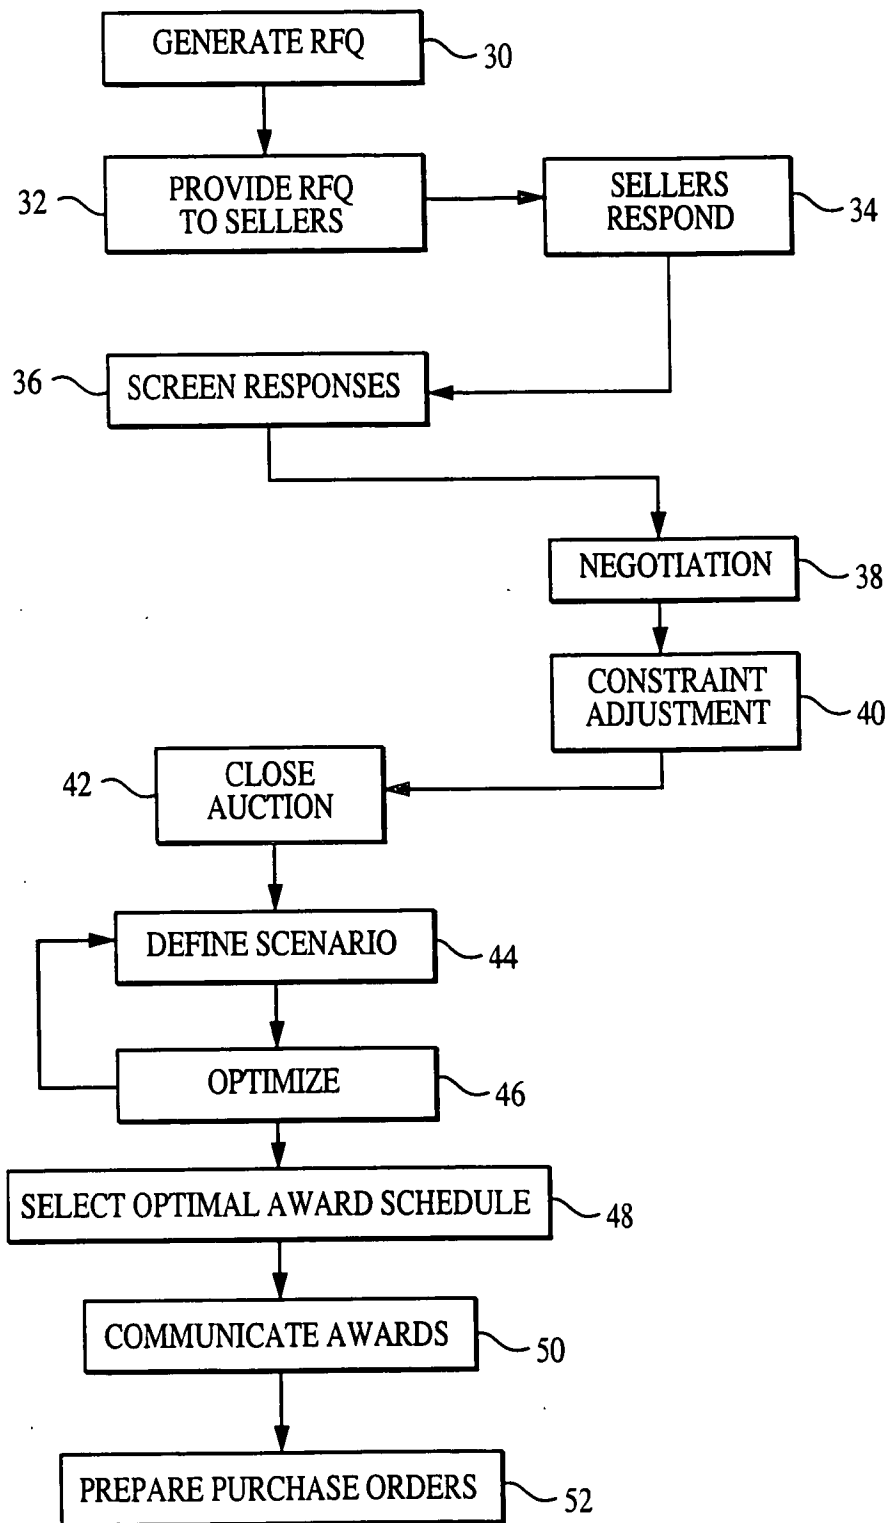 GENERATE RFQ
30
PROVIDE RFQ
TO SELLERS
32
SELLERS
RESPOND
34
SCREEN RESPONSES
36
NEGOTIATION
38
CONSTRAINT
ADJUSTMENT
40
CLOSE
AUCTION
42
DEFINE SCENARIO
44
OPTIMIZE
46
SELECT OPTIMAL AWARD SCHEDULE
48
COMMUNICATE AWARDS
50
PREPARE PURCHASE ORDERS
52